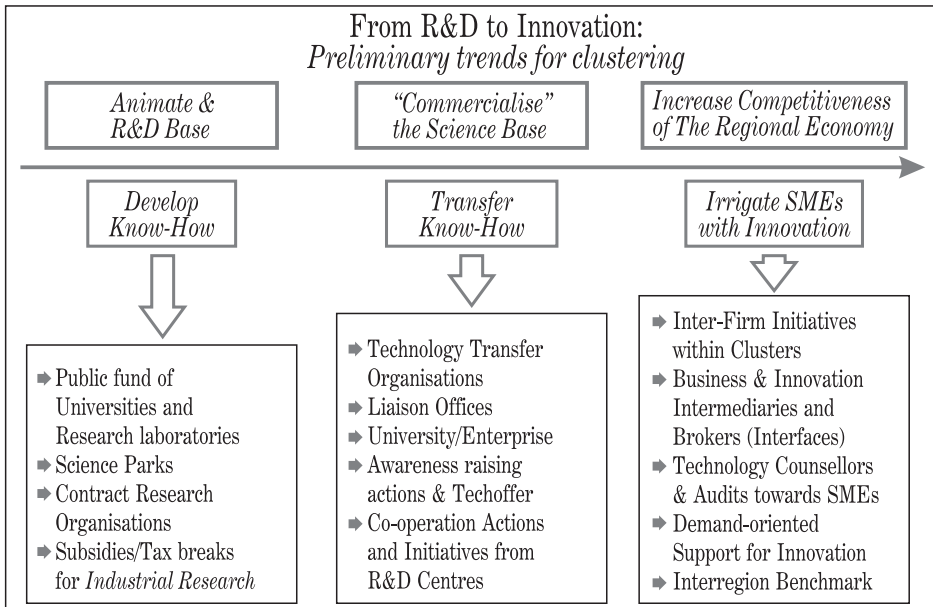 From R&D to Innovation:
Preliminary trends for clustering
Animate &
R&D Base
“Commercialise”
the Science Base
Increase Competitiveness
of The Regional Economy
Develop
Know-How
Transfer
Know-How
Irrigate SMEs
with Innovation
Public fund of
Universities and
Research laboratories
Science Parks
Contract Research
Organisations
Subsidies/Tax breaks
for Industrial Research
Technology Transfer
Organisations
Liaison Offices
University/Enterprise
Awareness raising
actions & Techoffer
Co-operation Actions
and Initiatives from
R&D Centres
Inter-Firm Initiatives
within Clusters
Business & Innovation
Intermediaries and
Brokers (Interfaces)
Technology Counsellors
& Audits towards SMEs
Demand-oriented
Support for Innovation
Interregion Benchmark